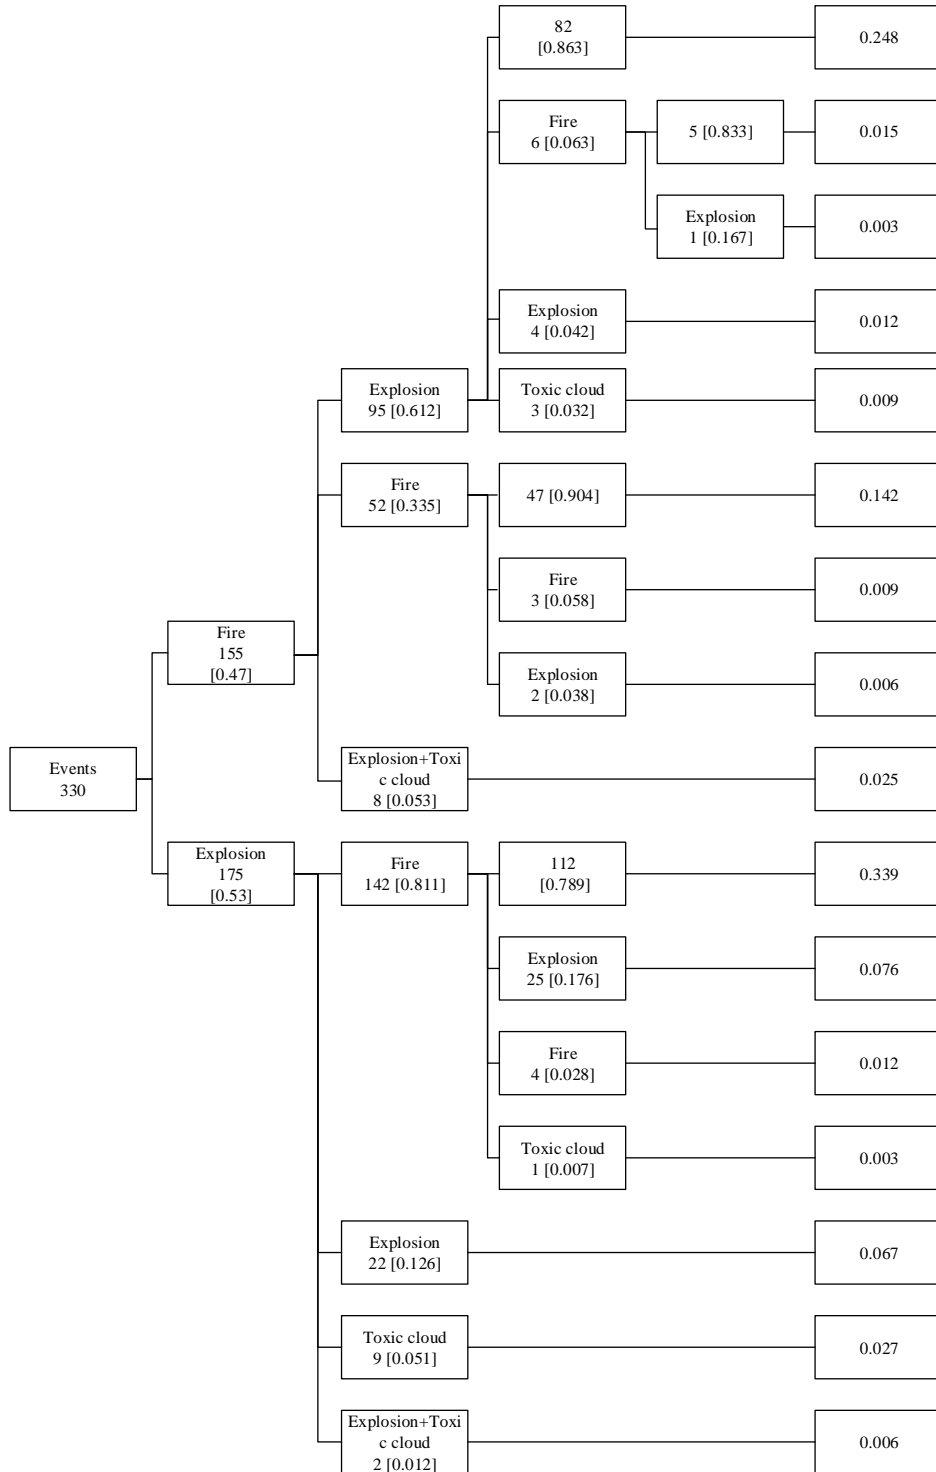 82
[0.863]
0.248
Fire
6 [0.063]
5 [0.833]
0.015
Explosion
1 [0.167]
0.003
Explosion
4 [0.042]
0.012
Explosion
95 [0.612]
Toxic cloud
3 [0.032]
0.009
Fire
52 [0.335]
47 [0.904]
0.142
Fire
3 [0.058]
0.009
Fire
155
[0.47]
Explosion
2 [0.038]
0.006
Events
330
Explosion+Toxi
c cloud
8 [0.053]
0.025
Explosion
175
[0.53]
Fire
142 [0.811]
112
[0.789]
0.339
Explosion
25 [0.176]
0.076
Fire
4 [0.028]
0.012
Toxic cloud
1 [0.007]
0.003
Explosion
22 [0.126]
0.067
Toxic cloud
9 [0.051]
0.027
Explosion+Toxi
c cloud
2 [0.012]
0.006